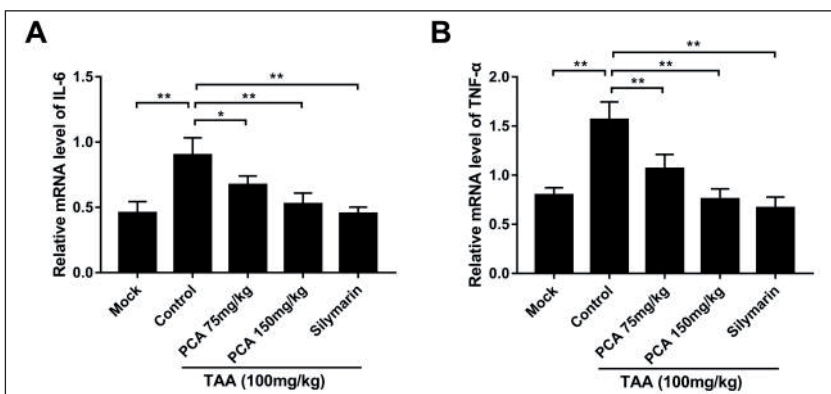 A
Relative mRNA level of IL-6
1.5
1.0
0.5
0.0
**
**
**
*
Mock
Control
PCA 75mg/kg
PCA 150mg/kg
Silymarin
TAA (100mg/kg)
B
Relative mRNA level of TNF-α
2.0
1.5
1.0
0.5
0.0
**
**
**
**
Mock
Control
PCA 75mg/kg
PCA 150mg/kg
Silymarin
TAA (100mg/kg)